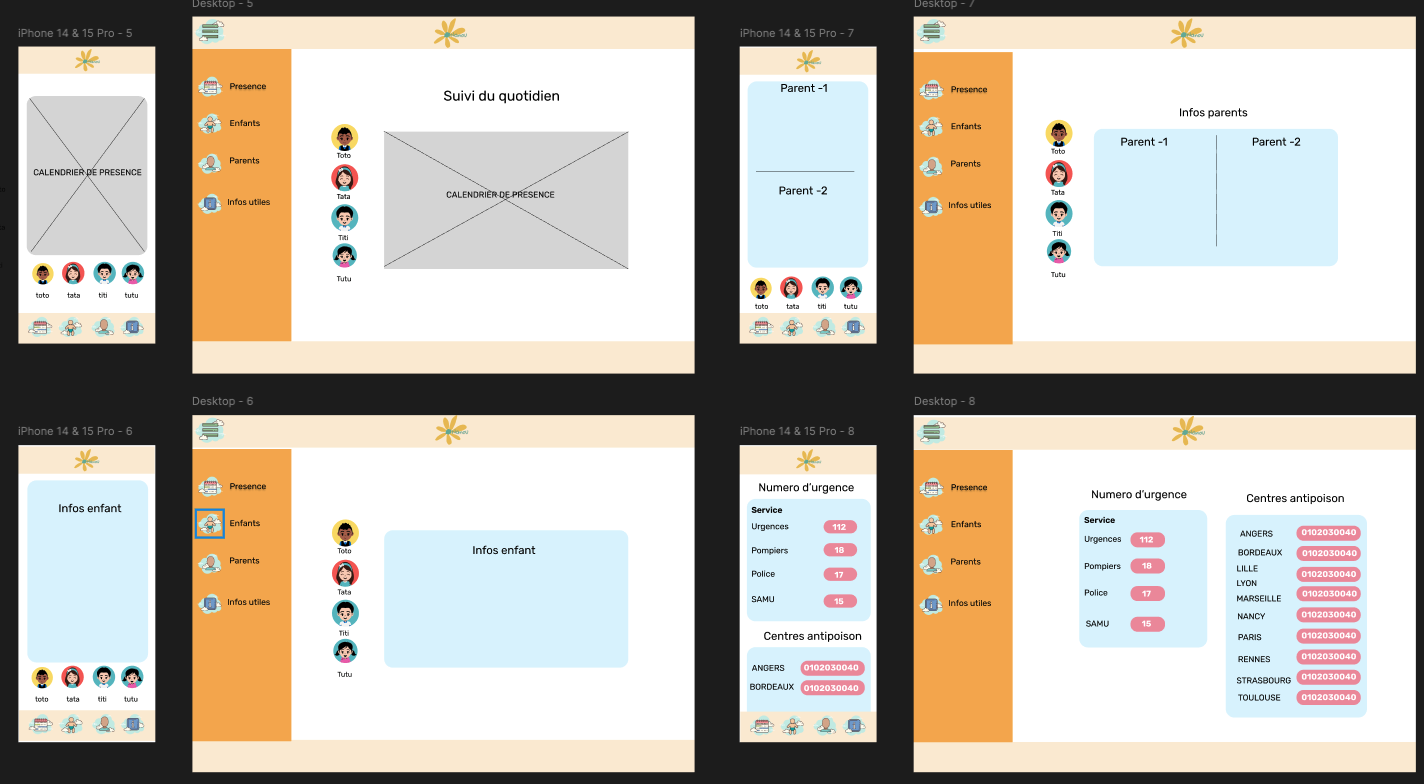 Desktop - 5
Desktop - 7
iPhone 14 & 15 Pro - 5
iPhone 14 & 15 Pro - 7
CALENDRIER DE PRESENCE
toto
tata
titi
tutu
Presence
Enfants
Parents
Infos utiles
Suivi du quotidien
Toto
Tata
Titi
Tutu
CALENDRIER DE PRESENCE
Parent -1
Parent -2
toto
tata
titi
tutu
Presence
Enfants
Parents
Infos utiles
Infos parents
Toto
Tata
Titi
Tutu
Parent -1
Parent -2
Desktop - 6
Desktop - 8
iPhone 14 & 15 Pro - 6
iPhone 14 & 15 Pro - 8
Infos enfant
toto
tata
titi
tutu
Presence
Enfants
Parents
Infos utiles
Toto
Tata
Titi
Tutu
Infos enfant
Numero d'urgence
Service
Urgences 112
Pompiers 18
Police 17
SAMU 15
Centres antipoison
ANGERS 0102030040
BORDEAUX 0102030040
Presence
Enfants
Parents
Infos utiles
Numero d'urgence
Service
Urgences 112
Pompiers 18
Police 17
SAMU 15
Centres antipoison
ANGERS 0102030040
BORDEAUX 0102030040
LILLE 0102030040
LYON
MARSEILLE 0102030040
NANCY 0102030040
PARIS 0102030040
RENNES 0102030040
STRASBOURG 0102030040
TOULOUSE 0102030040